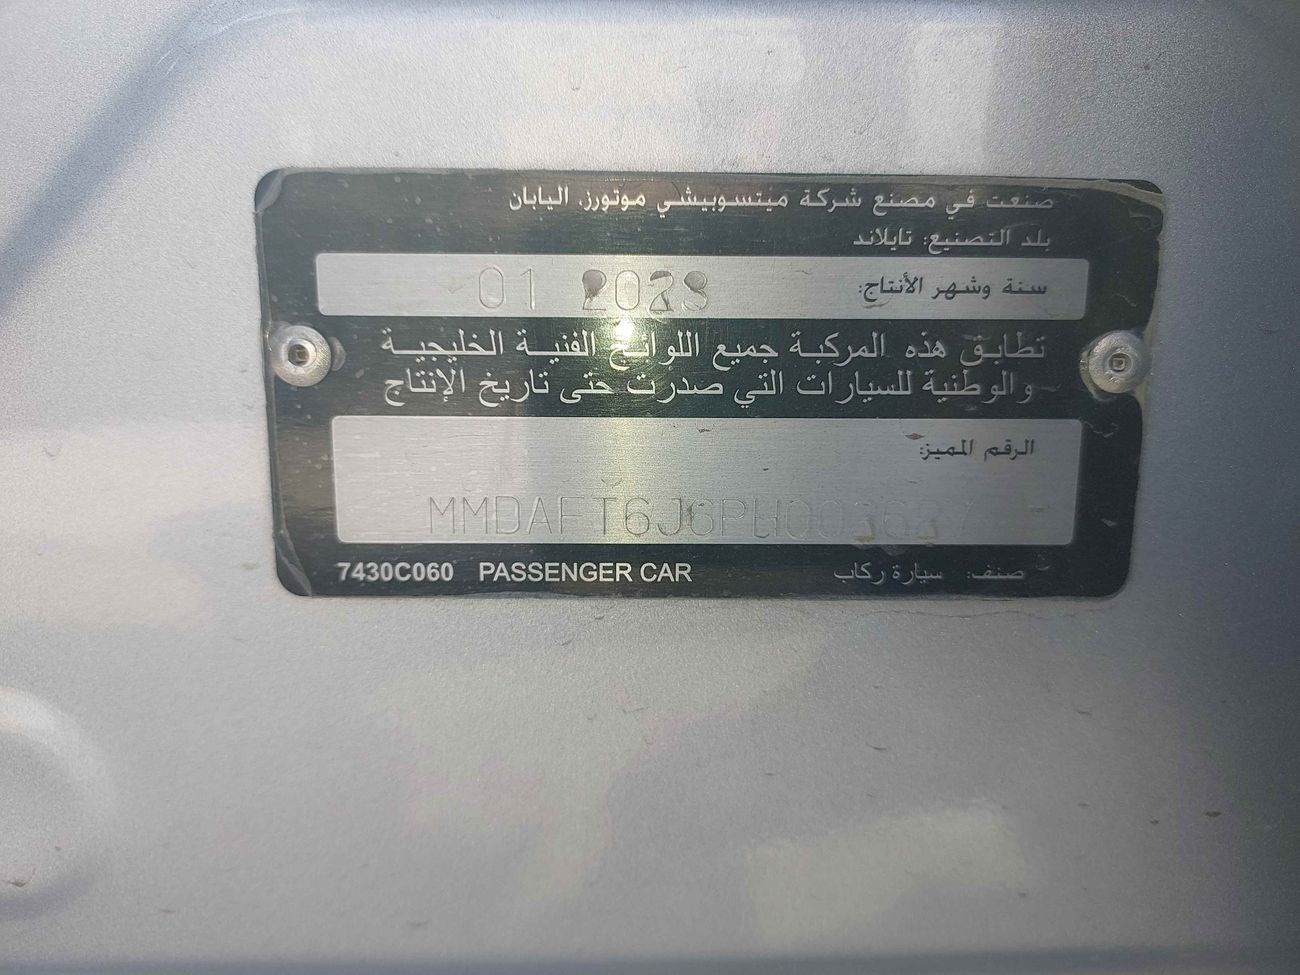 صنعت في مصنع شركة ميتسوبيشي موتورز. اليابان
بلد التصنيع: تايلاند
سنة وشهر الأنتاج: 01 2023
تطابق هذه المركبة جميع اللوائح الفنية الخليجية
والوطنية للسيارات التي صدرت حتى تاريخ الإنتاج
الرقم المميز:
صنف: سيارة ركاب PASSENGER CAR 7430C060